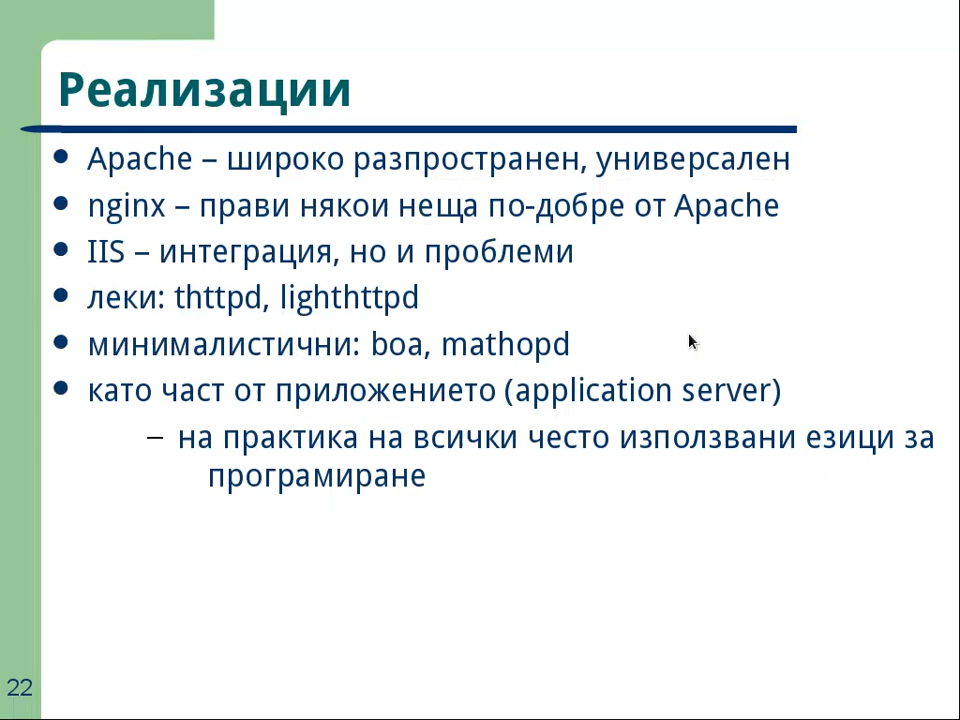 Реализации
● Apache – широко разпространен, универсален
● nginx – прави някои неща по-добре от Apache
● IIS – интеграция, но и проблеми
● леки: thttpd, lighthttpd
● минималистични: boa, mathopd
● като част от приложението (application server)
– на практика на всички често използвани езици за
програмиране
22